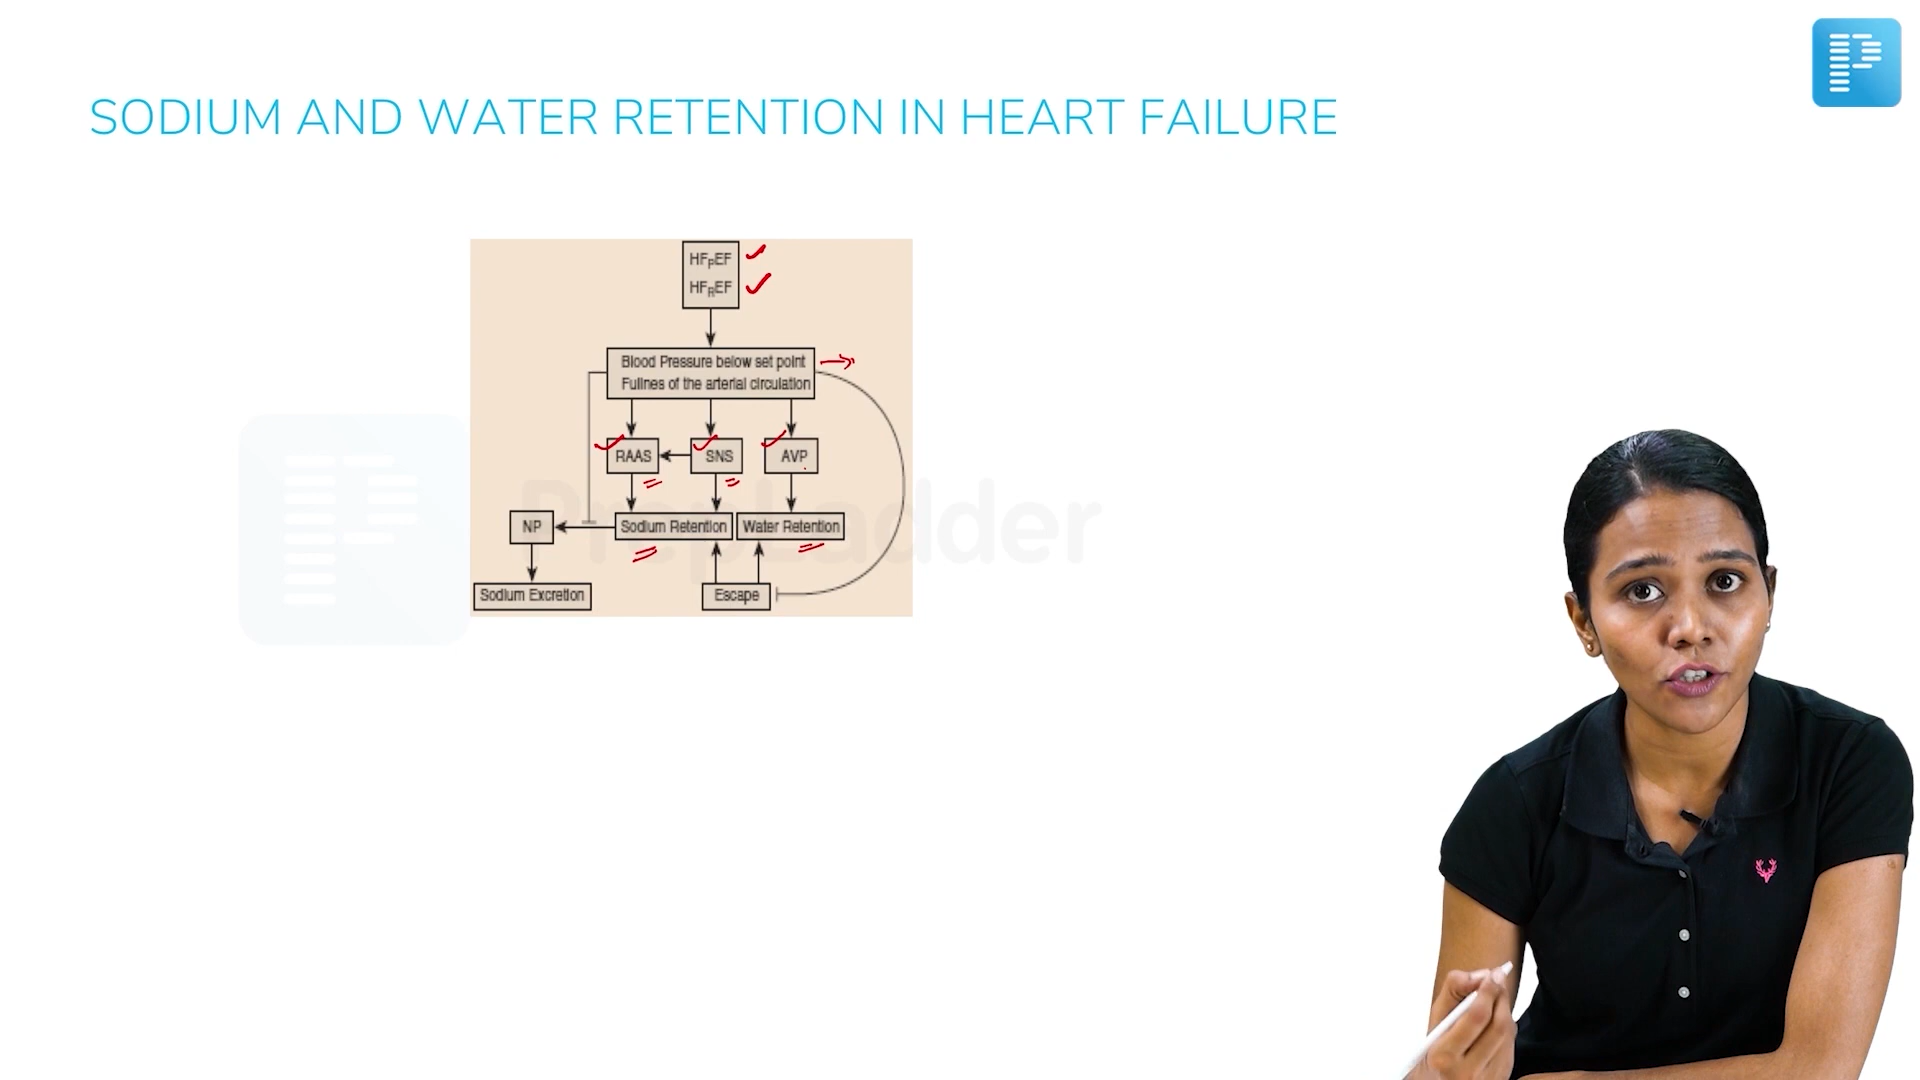 SODIUM AND WATER RETENTION IN HEART FAILURE
HFPEF
HFREF
Blood Pressure below set point
Fullnes of the arterial circulation
RAAS
SNS
AVP
NP
Sodium Retention
Water Retention
Sodium Excretion
Escape
PrepLadder